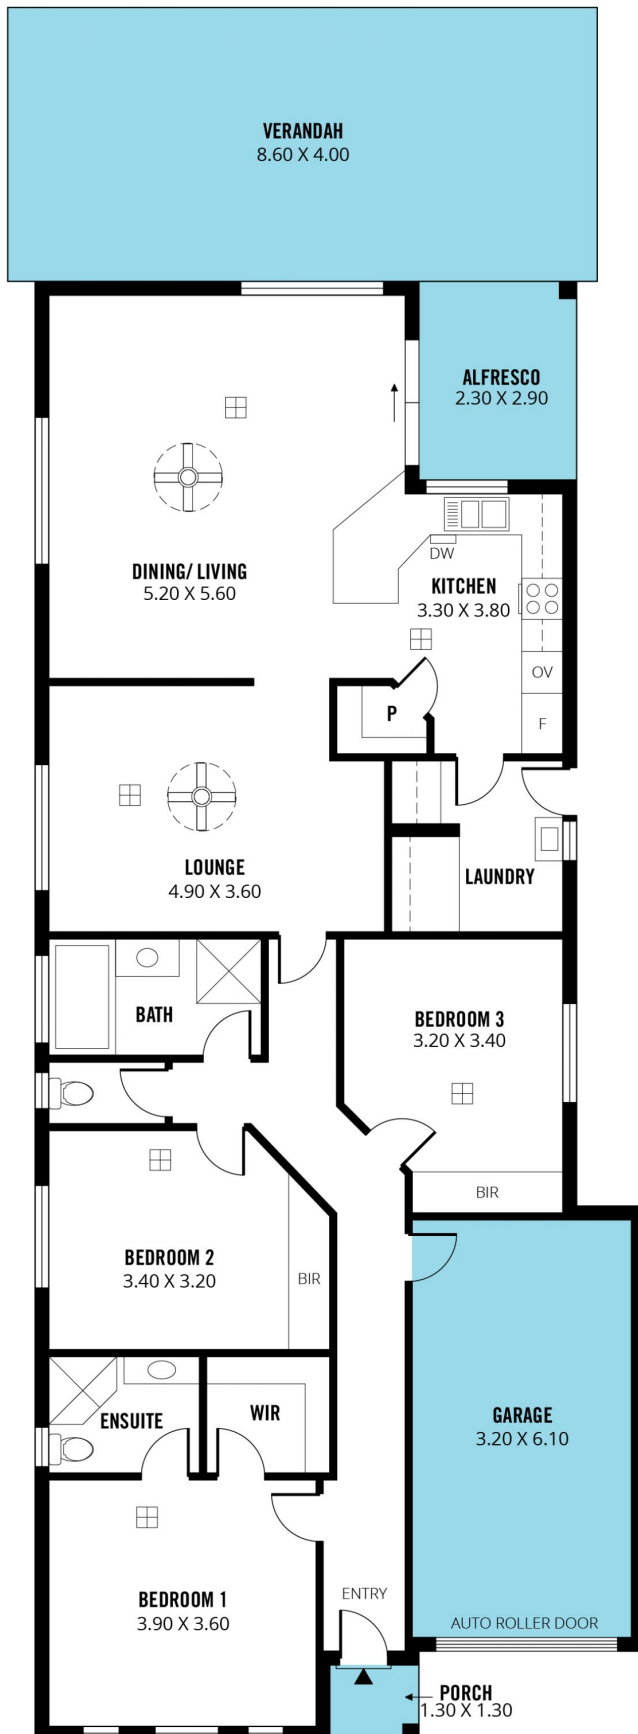 VERANDAH
8.60 X 4.00
ALFRESCO
2.30 X 2.90
DINING/ LIVING
5.20 X 5.60
DW
KITCHEN
3.30 X 3.80
OV
P
F
LOUNGE
4.90 X 3.60
LAUNDRY
BATH
BEDROOM 3
3.20 X 3.40
BIR
BEDROOM 2
3.40 X 3.20
BIR
ENSUITE
WIR
GARAGE
3.20 X 6.10
BEDROOM 1
3.90 X 3.60
ENTRY
AUTO ROLLER DOOR
PORCH
1.30 X 1.30